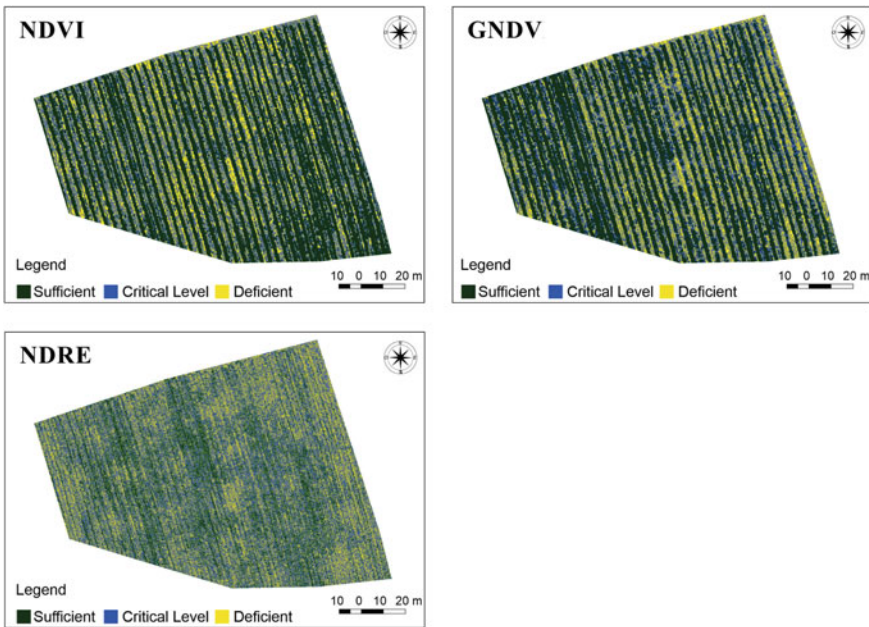 NDVI
Legend
10 0 10 20 m
Sufficient Critical Level Deficient
GNDV
Legend
10 0 10 20 m
Sufficient Critical Level Deficient
NDRE
Legend
10 0 10 20 m
Sufficient Critical Level Deficient